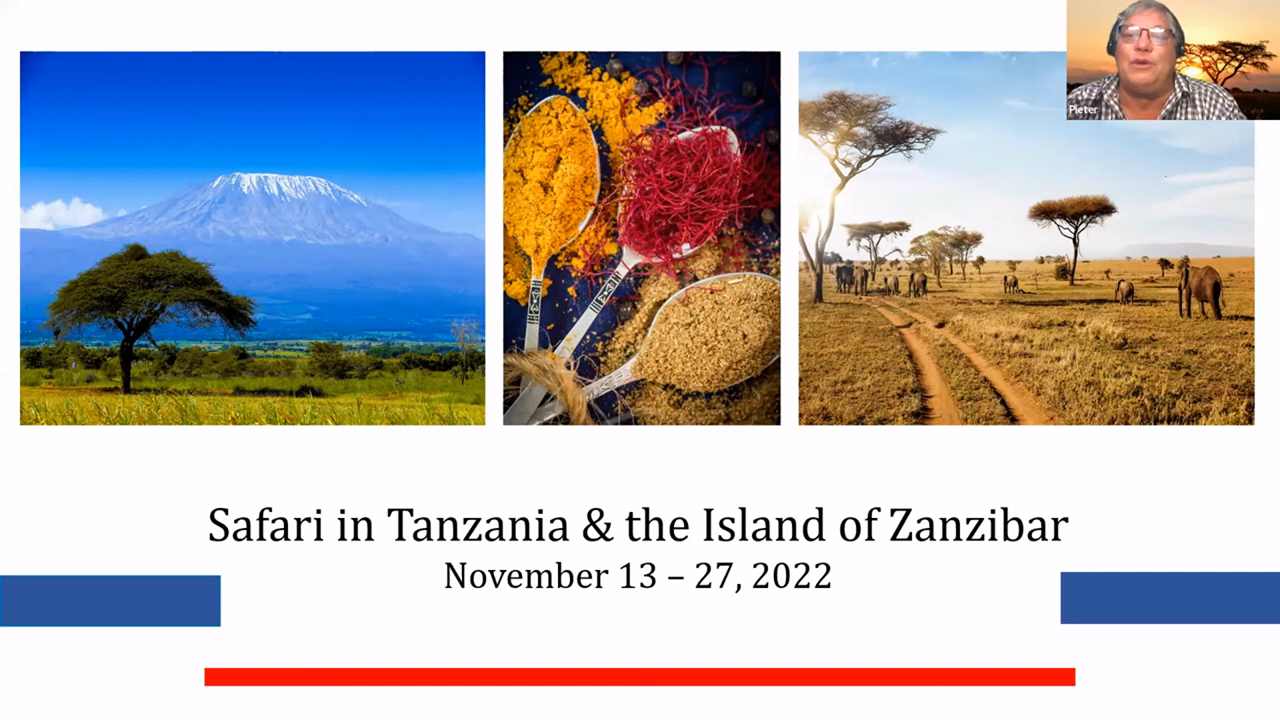 Pieter
Safari in Tanzania & the Island of Zanzibar
November 13 – 27, 2022